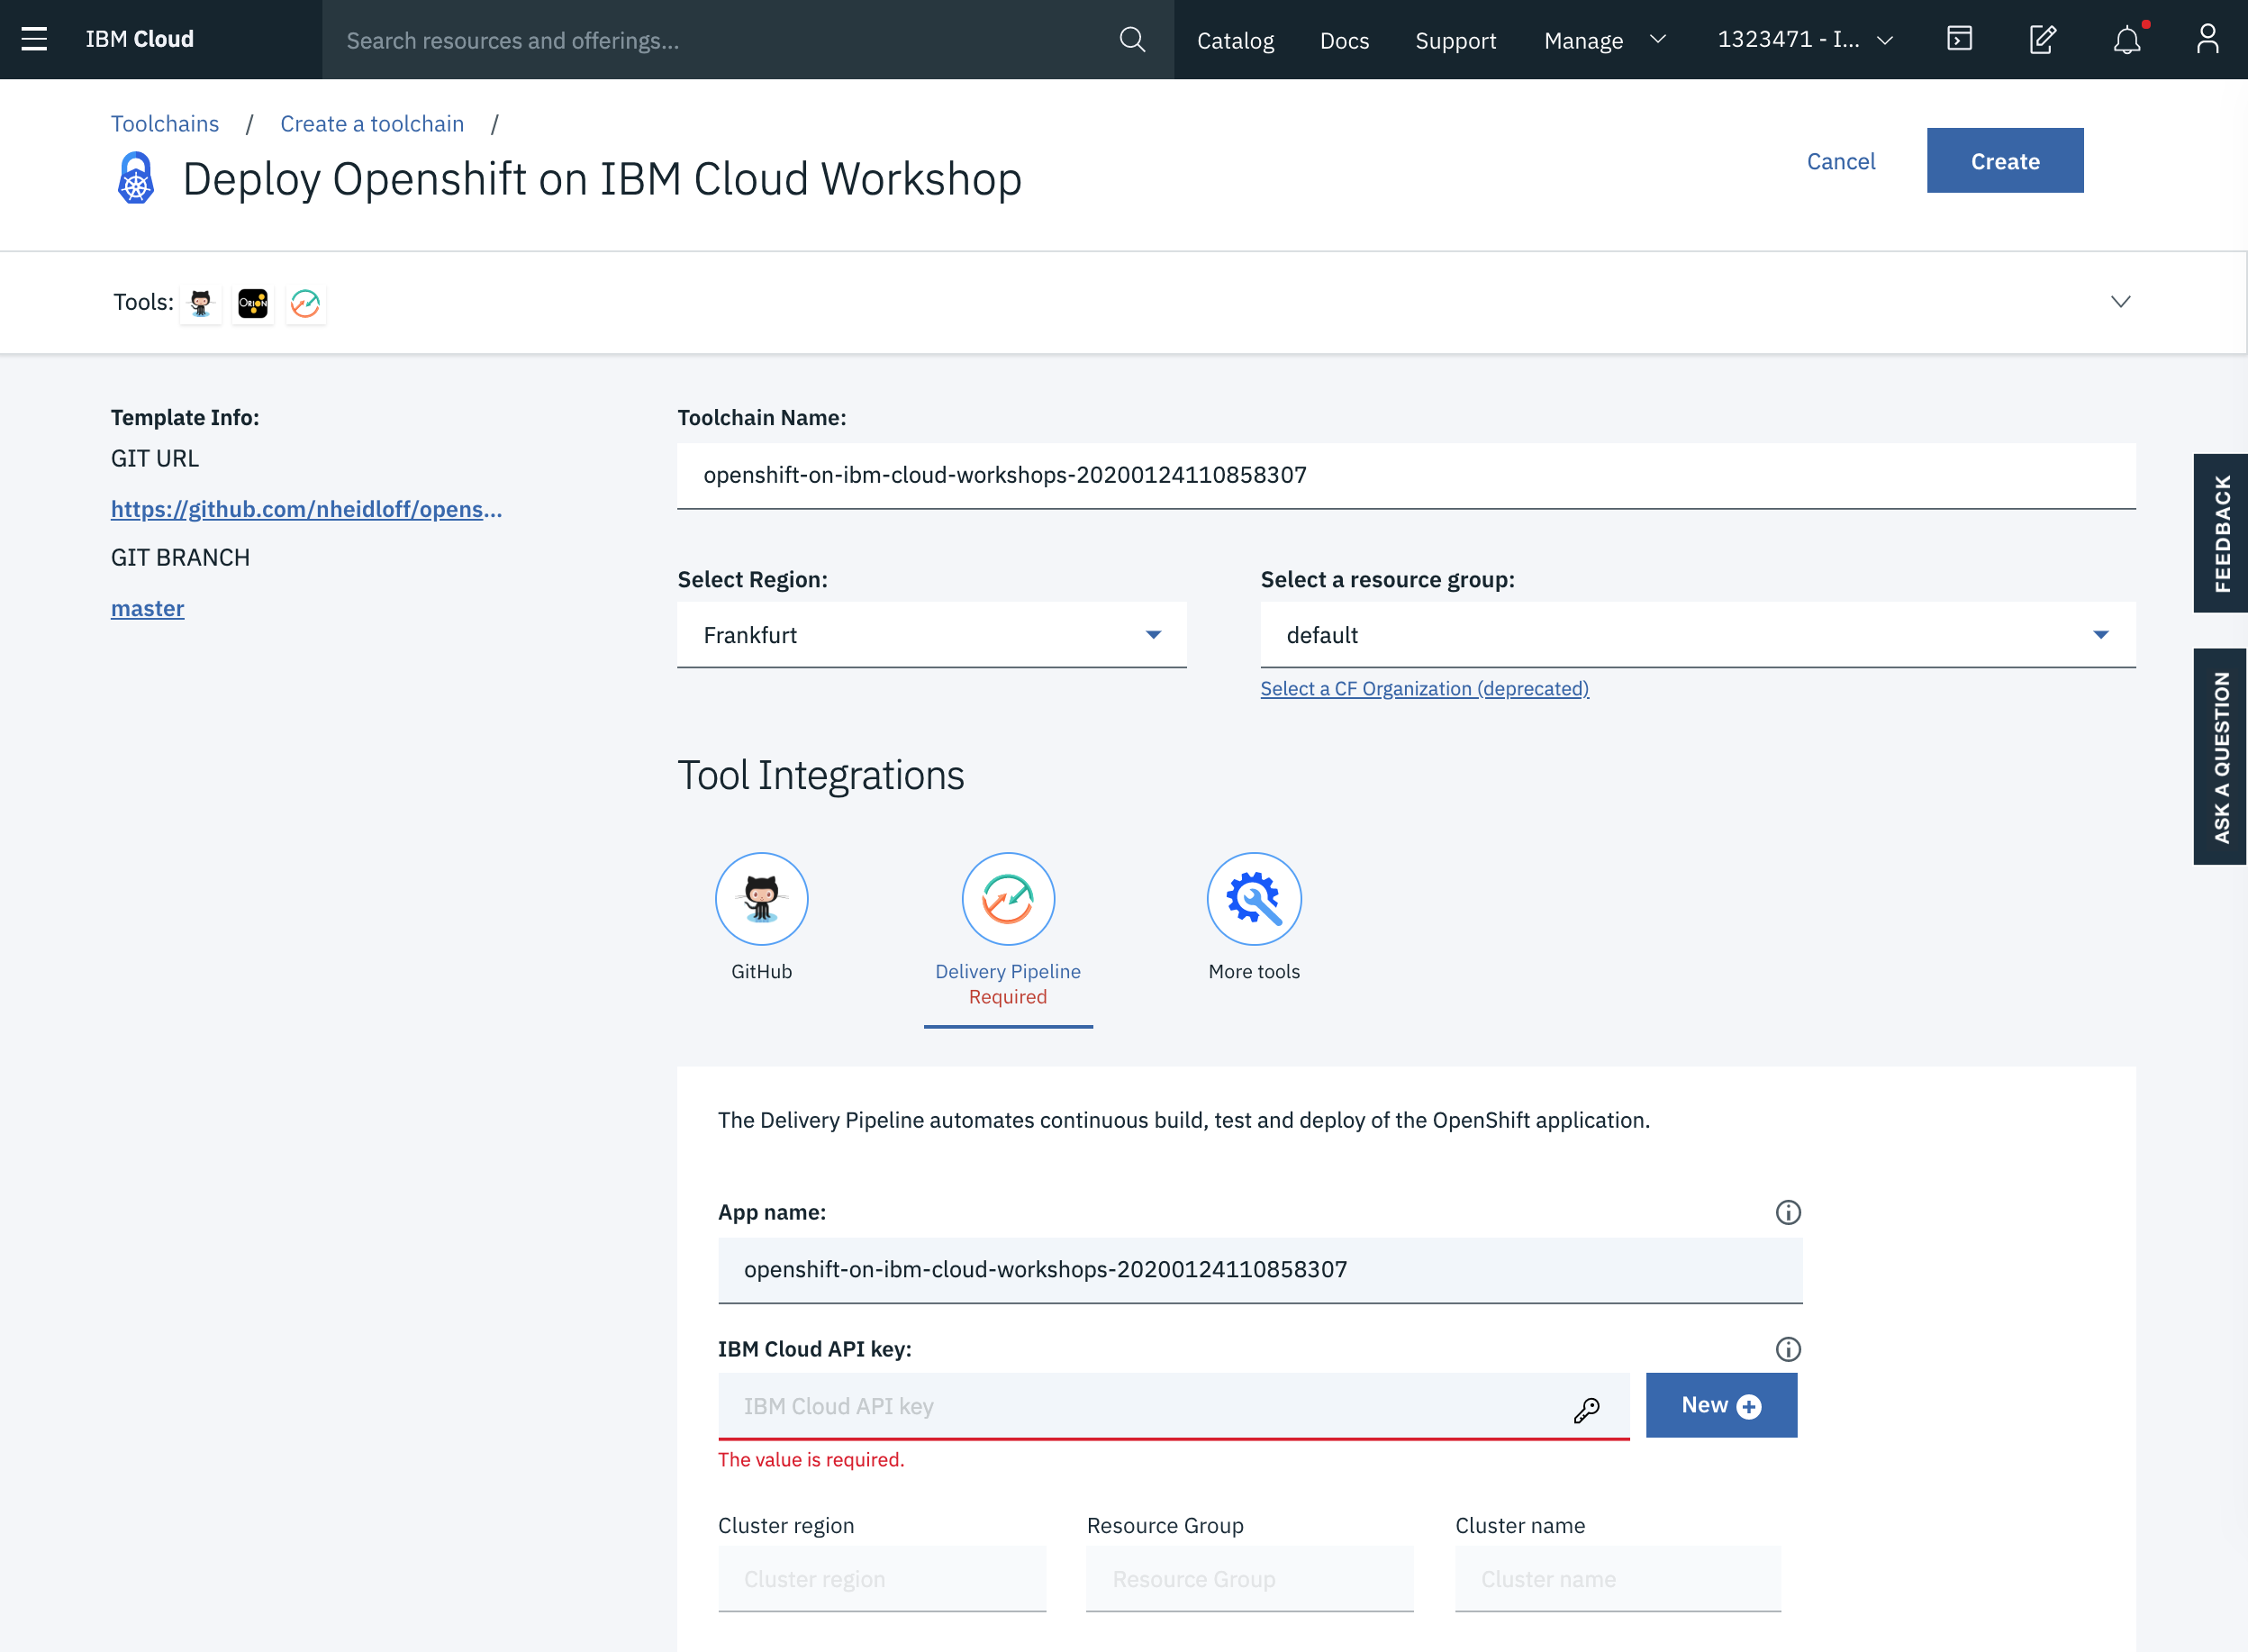 IBM Cloud
Search resources and offerings...
Catalog
Docs
Support
Manage
1323471 - I...
Toolchains / Create a toolchain /
Deploy Openshift on IBM Cloud Workshop
Cancel
Create
Tools:
ORION
Template Info:
GIT URL
https://github.com/nheidloff/opens...
GIT BRANCH
master
Toolchain Name:
openshift-on-ibm-cloud-workshops-20200124110858307
Select Region:
Frankfurt
Select a resource group:
default
Select a CF Organization (deprecated)
FEEDBACK
ASK A QUESTION
Tool Integrations
GitHub
Delivery Pipeline
Required
More tools
The Delivery Pipeline automates continuous build, test and deploy of the OpenShift application.
App name:
openshift-on-ibm-cloud-workshops-20200124110858307
IBM Cloud API key:
IBM Cloud API key
New
The value is required.
Cluster region
Resource Group
Cluster name
Cluster region
Resource Group
Cluster name